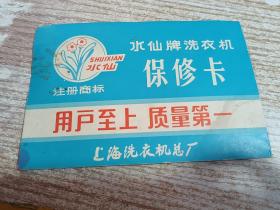 水仙牌洗衣机
SHUIXIAN
水仙
保修卡
注册商标
用户至上 质量第一
上海洗衣机总厂